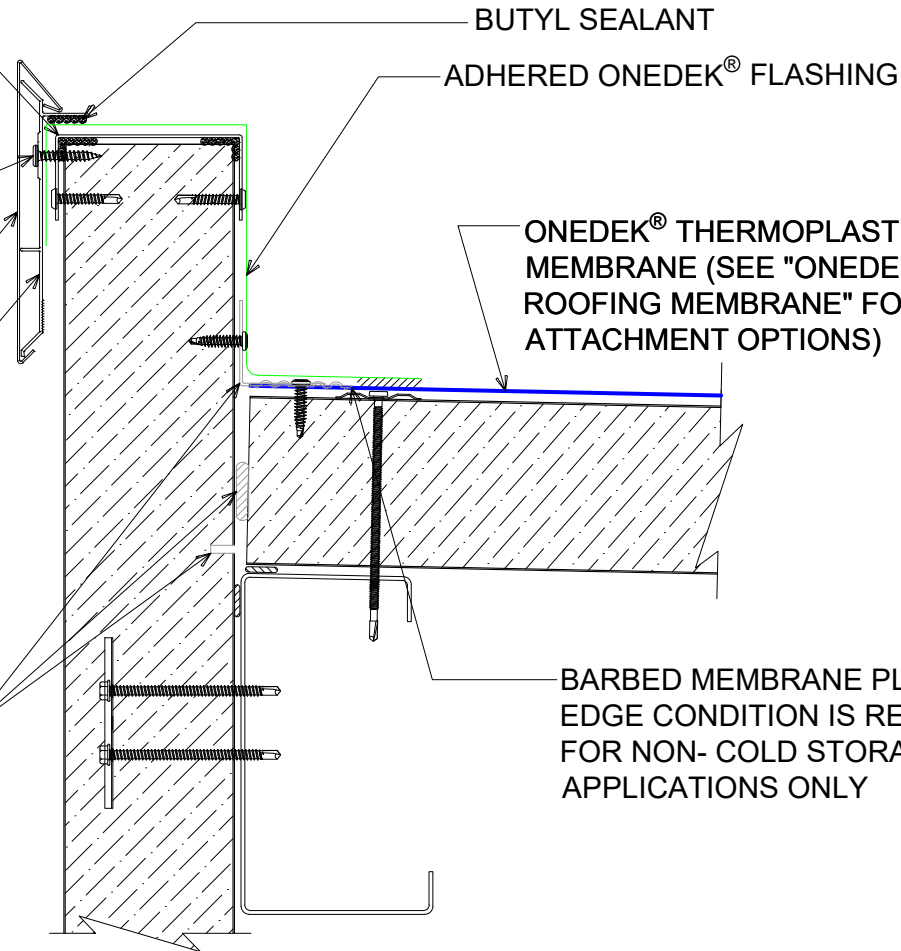 BUTYL SEALANT
ADHERED ONEDEK® FLASHING
ONEDEK® THERMOPLAST
MEMBRANE (SEE "ONEDE
ROOFING MEMBRANE" FO
ATTACHMENT OPTIONS)
BARBED MEMBRANE PL
EDGE CONDITION IS RE
FOR NON- COLD STORA
APPLICATIONS ONLY